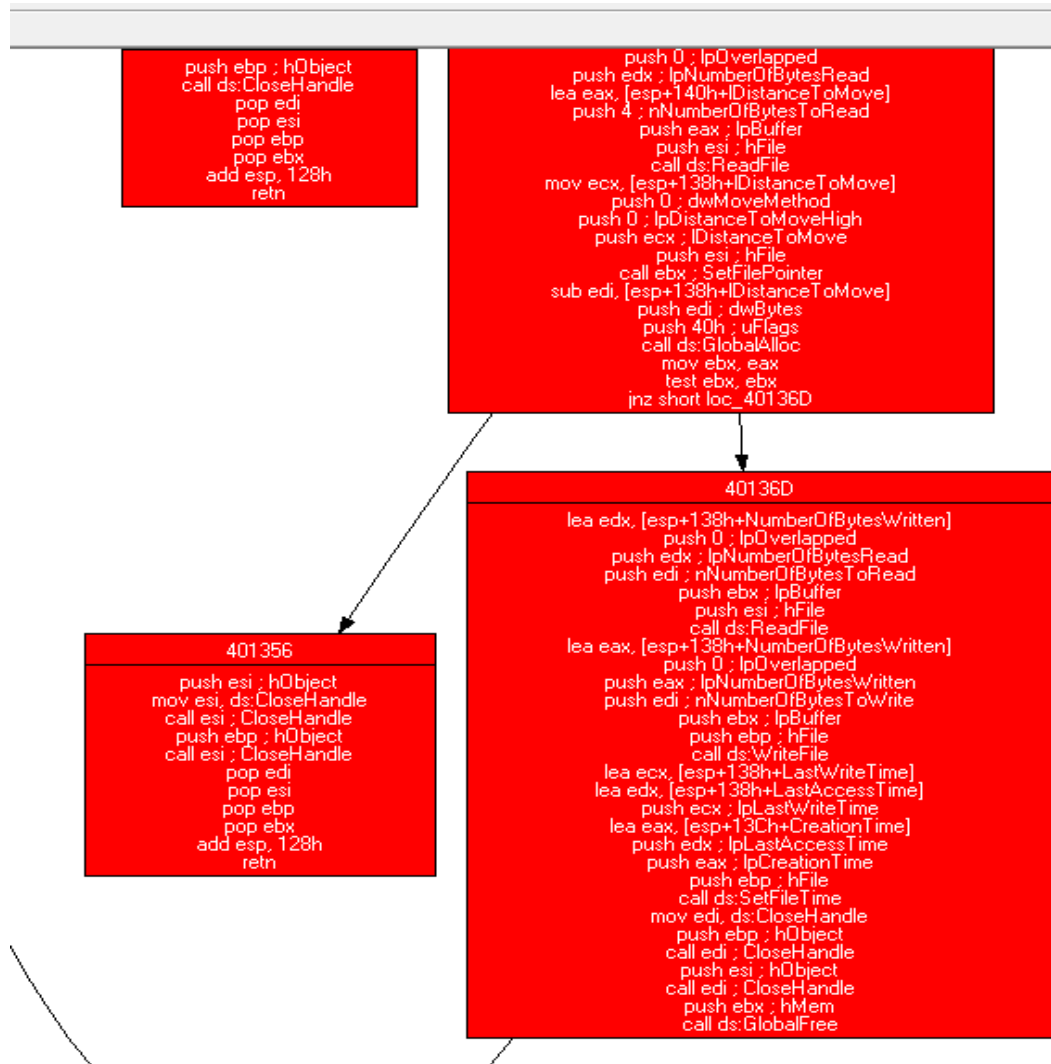 push ebp ; hObject
call ds:CloseHandle
pop edi
pop esi
pop ebp
pop ebx
add esp, 128h
retn
push 0 ; lpOverlapped
push edx ; lpNumberOfBytesRead
lea eax, [esp+140h+lDistanceToMove]
push 4 ; nNumberOfBytesToRead
push eax ; lpBuffer
push esi ; hFile
call ds:ReadFile
mov ecx, [esp+138h+lDistanceToMove]
push 0 ; dwMoveMethod
push 0 ; lpDistanceToMoveHigh
push ecx ; lDistanceToMove
push esi ; hFile
call ebx ; SetFilePointer
sub edi, [esp+138h+lDistanceToMove]
push edi ; dwBytes
push 40h ; uFlags
call ds:GlobalAlloc
mov ebx, eax
test ebx, ebx
jnz short loc_40136D
401356
push esi ; hObject
mov esi, ds:CloseHandle
call esi ; CloseHandle
push ebp ; hObject
call esi ; CloseHandle
pop edi
pop esi
pop ebp
pop ebx
add esp, 128h
retn
40136D
lea edx, [esp+138h+NumberOfBytesWritten]
push 0 ; lpOverlapped
push edx ; lpNumberOfBytesRead
push edi ; nNumberOfBytesToRead
push ebx ; lpBuffer
push esi ; hFile
call ds:ReadFile
lea eax, [esp+138h+NumberOfBytesWritten]
push 0 ; lpOverlapped
push eax ; lpNumberOfBytesWritten
push edi ; nNumberOfBytesToWrite
push ebx ; lpBuffer
push ebp ; hFile
call ds:WriteFile
lea ecx, [esp+138h+LastWriteTime]
lea edx, [esp+138h+LastAccessTime]
push ecx ; lpLastWriteTime
lea eax, [esp+13Ch+CreationTime]
push edx ; lpLastAccessTime
push eax ; lpCreationTime
push ebp ; hFile
call ds:SetFileTime
mov edi, ds:CloseHandle
push ebp ; hObject
call edi ; CloseHandle
push esi ; hObject
call edi ; CloseHandle
push ebx ; hMem
call ds:GlobalFree